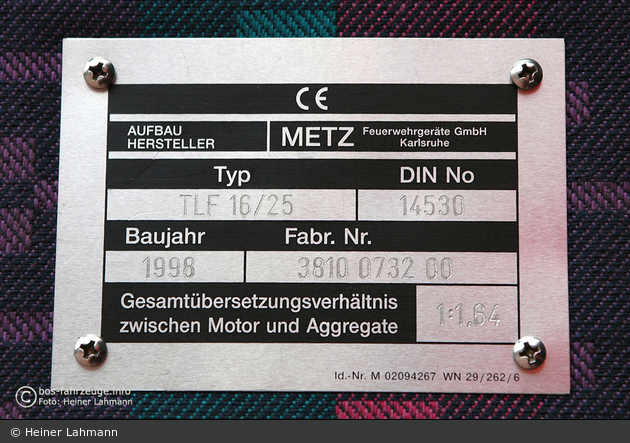 CE
AUFBAU
HERSTELLER
METZ
Feuerwehrgeräte GmbH
Karlsruhe
Typ
DIN No
TLF 16/25
14530
Baujahr
Fabr. Nr.
1998
3810 0732 00
Gesamtübersetzungsverhältnis
zwischen Motor und Aggregate
1:1,64
Id.-Nr. M 02094267 WN 29/262/6
© bos-fahrzeuge.info
Foto: Heiner Lahmann
© Heiner Lahmann